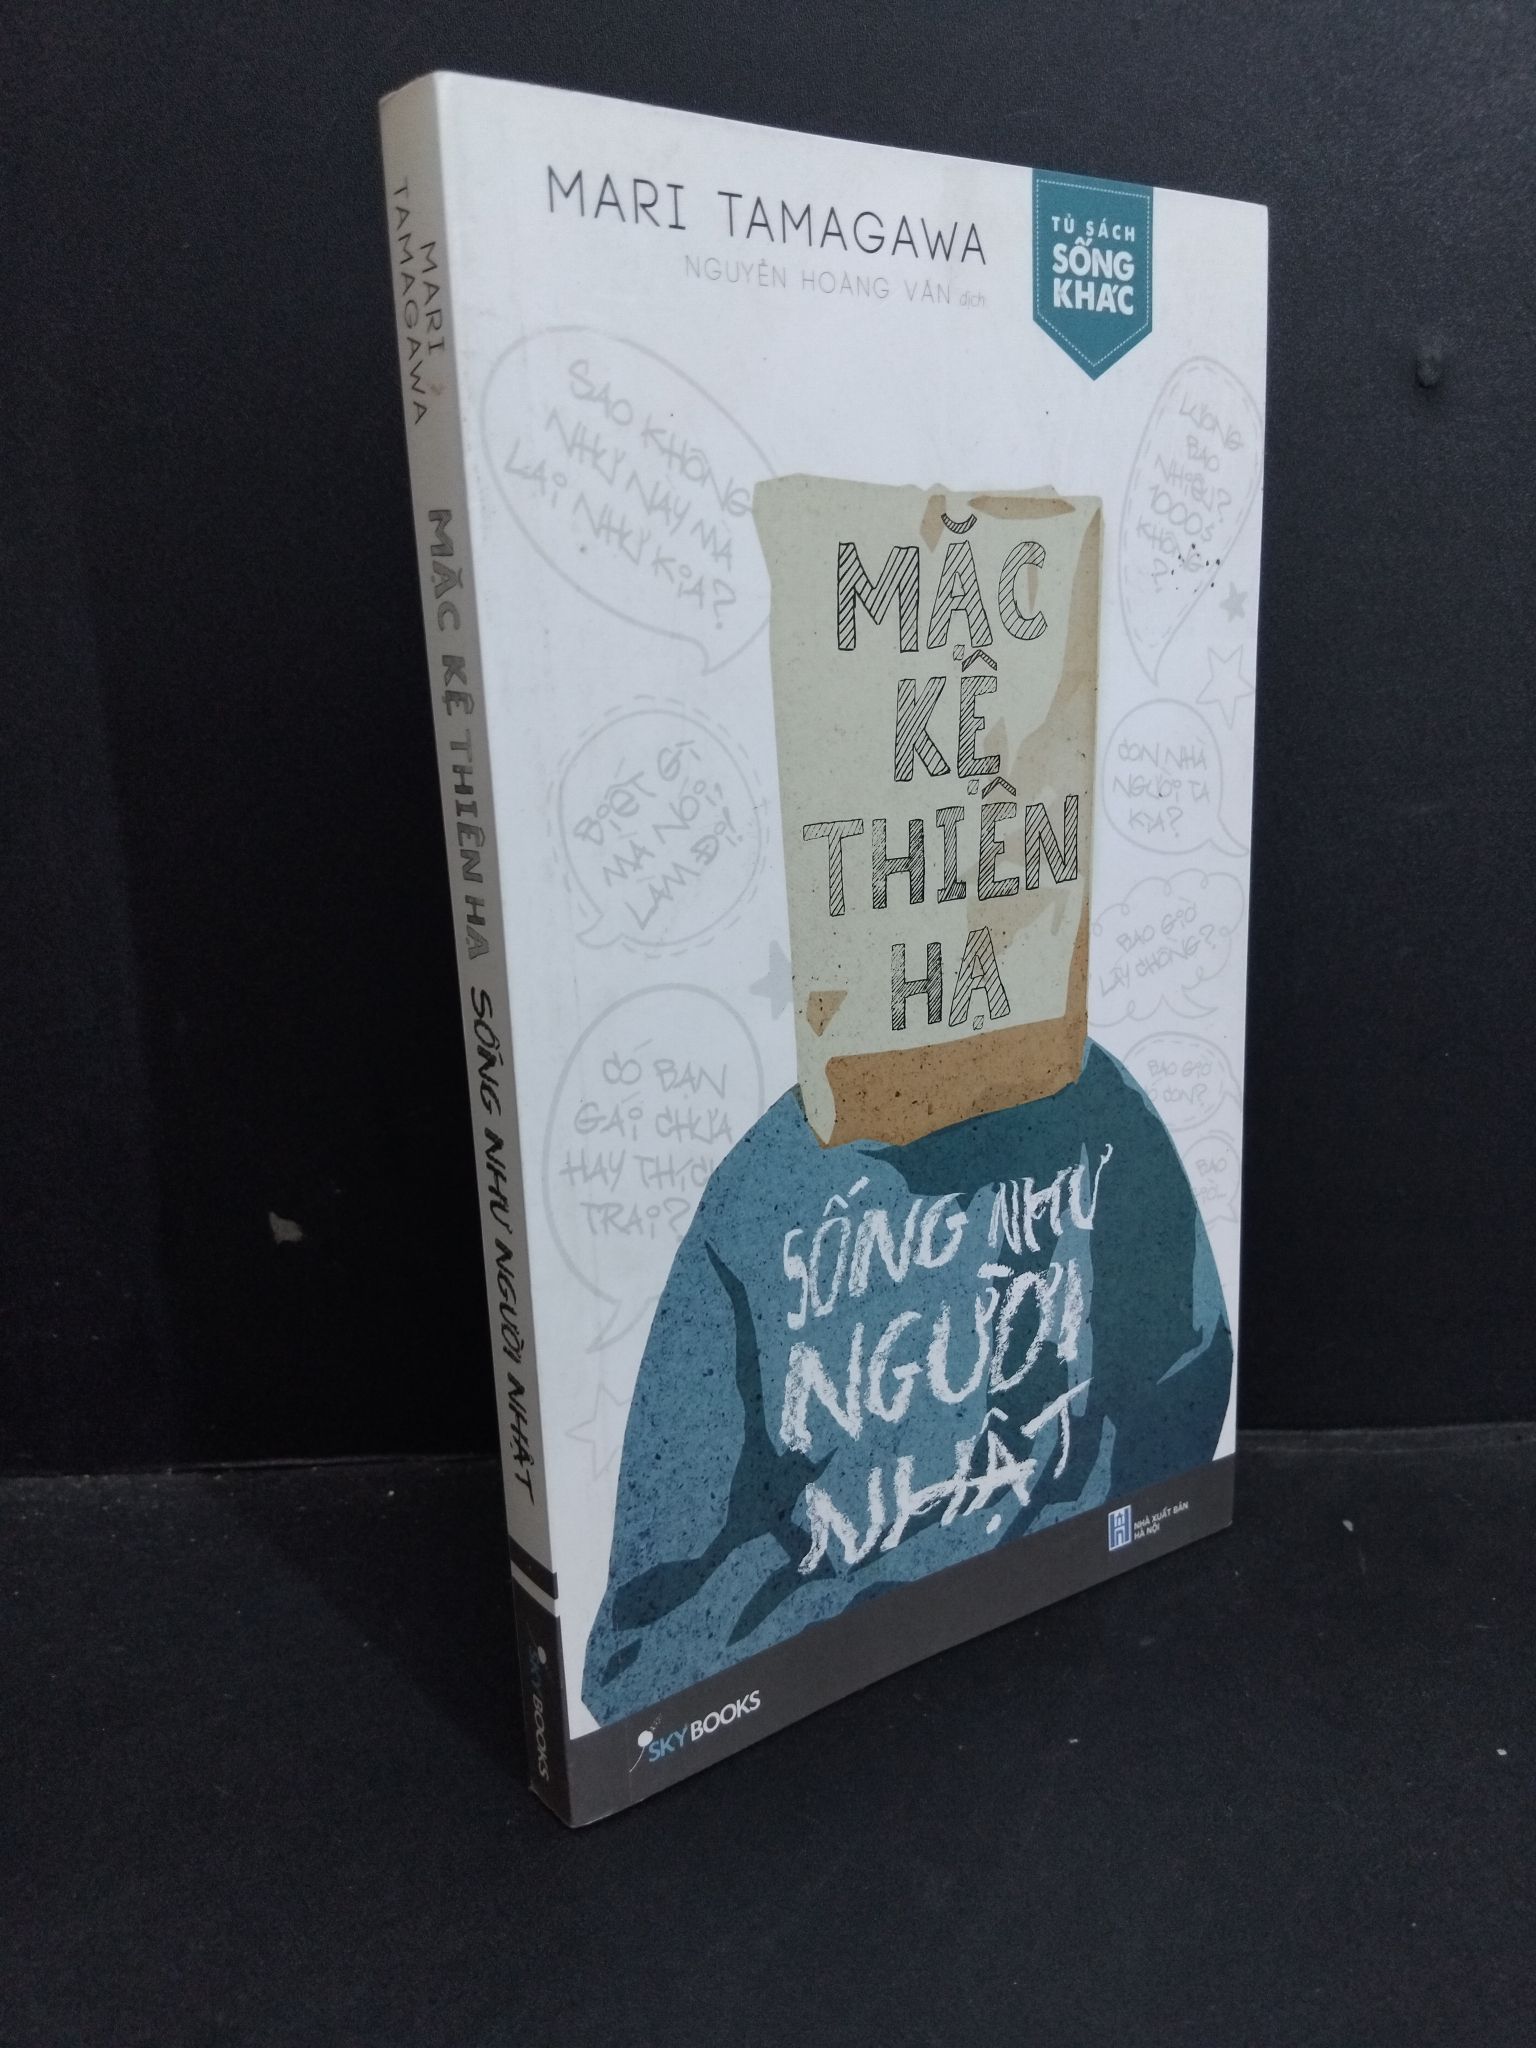 MARI TAMAGAWA
NGUYỄN HOÀNG VÂN dịch
TỦ SÁCH
SỐNG
KHÁC
SAO KHÔNG
NHƯ NÀY MÀ
LẠI NHƯ KIA?
LƯƠNG
BAO
NHIÊU?
1000$
KHÔNG
?
MẶC
KỆ
THIÊN
HẠ
BIẾT GÌ
MÀ NÓI,
LÀM ĐI!
CON NHÀ
NGƯỜI TA
KÌA?
BAO GIỜ
LẤY CHỒNG?
CÓ BẠN
GÁI CHƯA
HAY THÍCH
TRAI?
BAO GIỜ
CÓ CON?
BAO
SỐNG NHƯ
NGƯỜI
NHẬT
NHÀ XUẤT BẢN
HÀ NỘI
SKYBOOKS
MARI
TAMAGAWA
MẶC KỆ THIÊN HẠ SỐNG NHƯ NGƯỜI NHẬT
SKYBOOKS